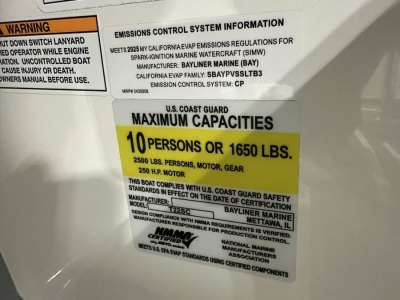 WARNING
SHUT DOWN SWITCH LANYARD
OPERATOR WHILE ENGINE
UNCONTROLLED BOAT
CAUSE INJURY OR DEATH.
OWNERS MANUAL BEFORE USE.
EMISSIONS CONTROL SYSTEM INFORMATION
MEETS 2025 MY CALIFORNIA EVAP EMISSIONS REGULATIONS FOR
SPARK-IGNITION MARINE WATERCRAFT (SIMW)
MANUFACTURER: BAYLINER MARINE (BAY)
CALIFORNIA EVAP FAMILY: SBAYPVSSLTB3
EMISSION CONTROL SYSTEM: CP
U.S. COAST GUARD
MAXIMUM CAPACITIES
10 PERSONS OR 1650 LBS.
2500 LBS. PERSONS, MOTOR, GEAR
250 H.P. MOTOR
THIS BOAT COMPLIES WITH U.S. COAST GUARD SAFETY
STANDARDS IN EFFECT ON THE DATE OF CERTIFICATION
MANUFACTURER: BAYLINER MARINE
MODEL: METTAWA, IL
DESIGN COMPLIANCE WITH NMMA REQUIREMENTS IS VERIFIED.
MANUFACTURER RESPONSIBLE FOR PRODUCTION CONTROL.
NMMA
CERTIFIED
NATIONAL MARINE
MANUFACTURERS
ASSOCIATION
MEETS U.S. EPA EVAP STANDARDS USING CERTIFIED COMPONENTS